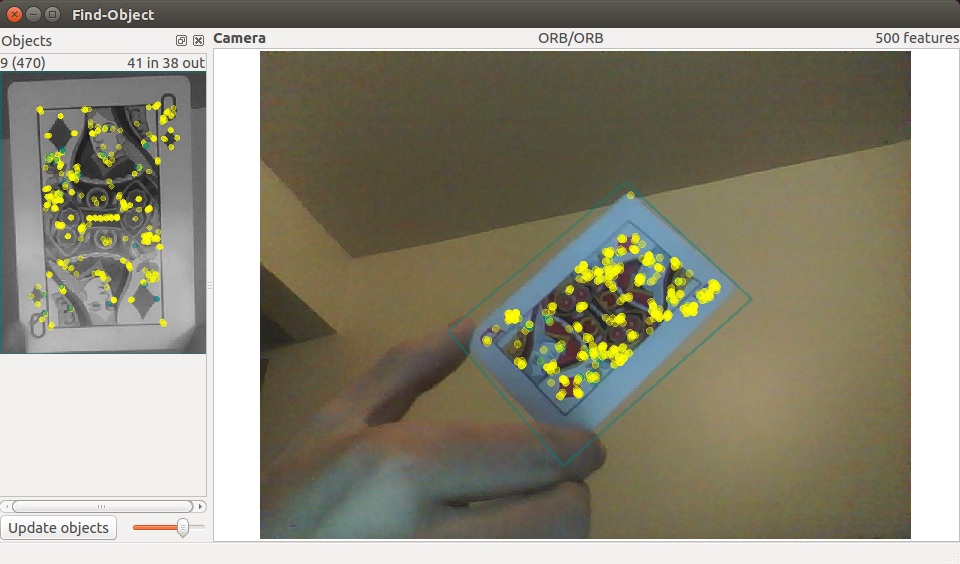 Find-Object
Objects
Camera
ORB/ORB
500 features
9 (470)
41 in 38 out
Q
Q
Update objects